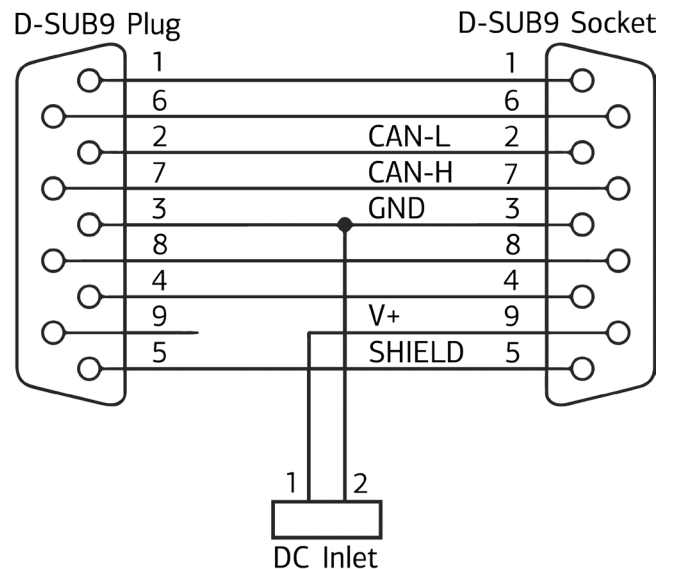 D-SUB9 Plug D-SUB9 Socket
1 1
6 6
2 CAN-L 2
7 CAN-H 7
3 GND 3
8 8
4 4
9 V+ 9
5 SHIELD 5
1 2
DC Inlet